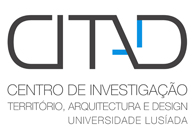 CITAD
CENTRO DE INVESTIGAÇÃO
TERRITÓRIO, ARQUITECTURA E DESIGN
UNIVERSIDADE LUSÍADA